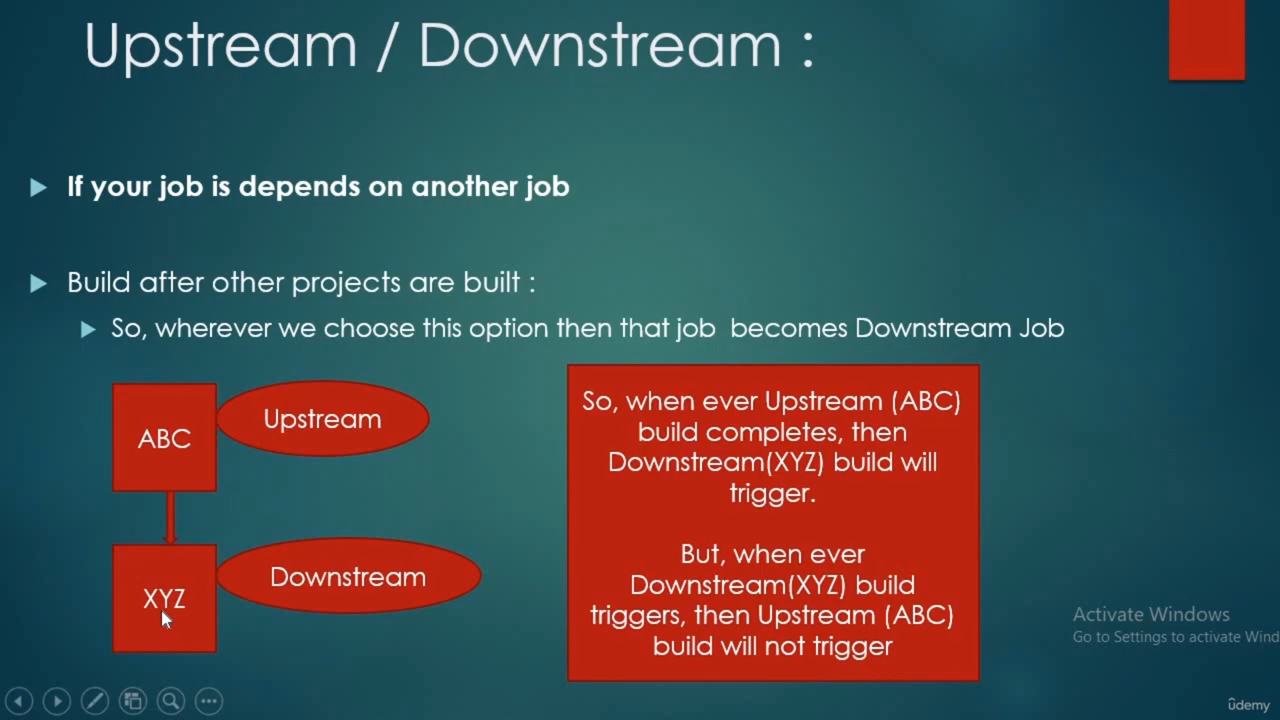 Upstream / Downstream :
If your job is depends on another job
Build after other projects are built :
So, wherever we choose this option then that job becomes Downstream Job
ABC
Upstream
XYZ
Downstream
So, when ever Upstream (ABC)
build completes, then
Downstream(XYZ) build will
trigger.
But, when ever
Downstream(XYZ) build
triggers, then Upstream (ABC)
build will not trigger
Activate Windows
Go to Settings to activate Wind
ûdemy